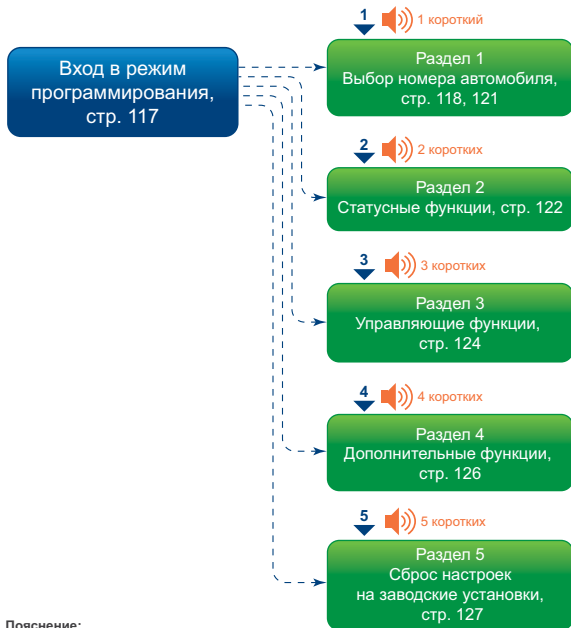 Вход в режим
программирования,
стр. 117
1
1 короткий
Раздел 1
Выбор номера автомобиля,
стр. 118, 121
2
2 коротких
Раздел 2
Статусные функции, стр. 122
3
3 коротких
Раздел 3
Управляющие функции,
стр. 124
4
4 коротких
Раздел 4
Дополнительные функции,
стр. 126
5
5 коротких
Раздел 5
Сброс настроек
на заводские установки,
стр. 127
Пояснение: